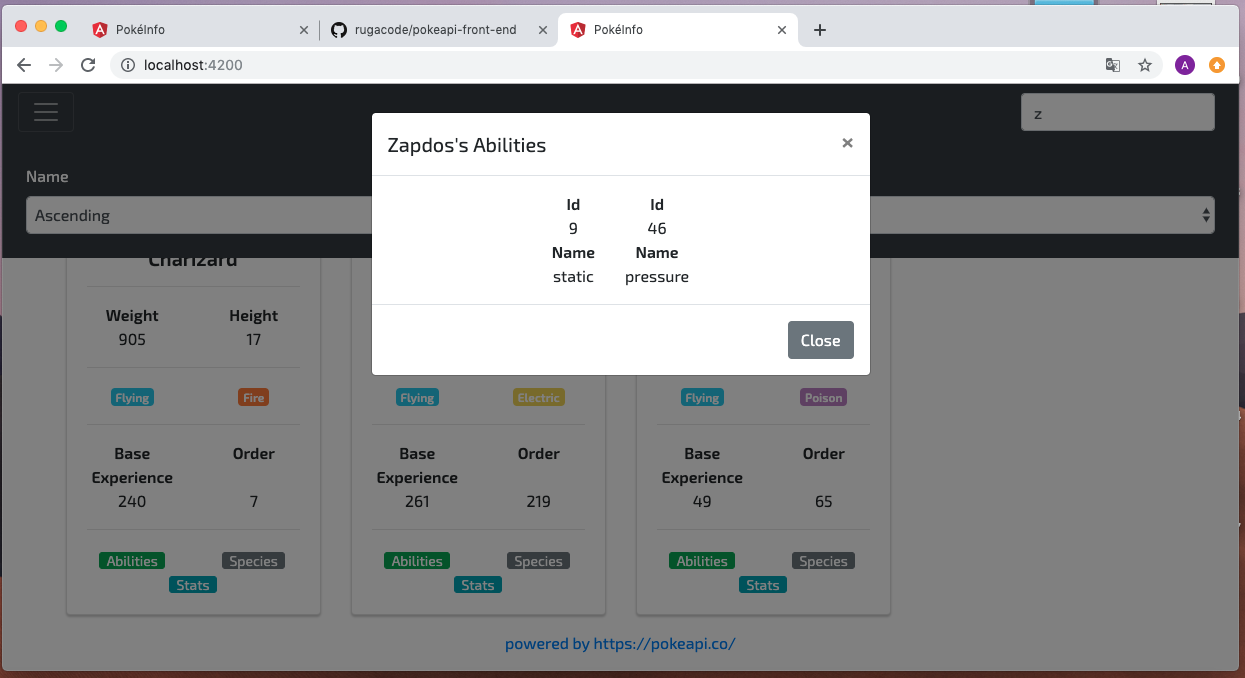 PokéInfo
rugacode/pokeapi-front-end
PokéInfo
localhost:4200
A
z
Name
Ascending
Zapdos's Abilities
×
Id Id
9 46
Name Name
static pressure
Close
Charizard
Weight Height
905 17
Flying Fire
Base Experience Order
240 7
Abilities Species
Stats
Flying Electric
Base Experience Order
261 219
Abilities Species
Stats
Flying Poison
Base Experience Order
49 65
Abilities Species
Stats
powered by https://pokeapi.co/